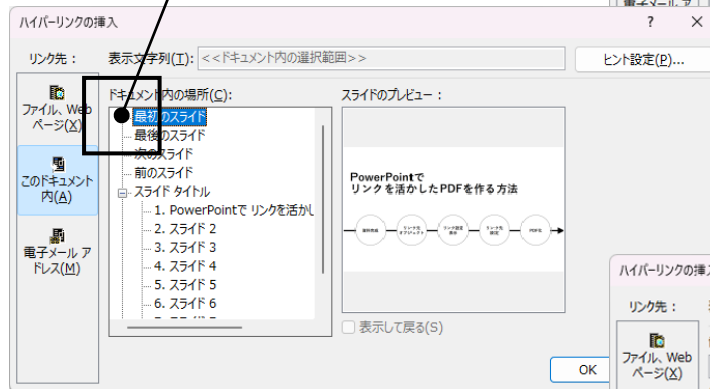 電子メール ア
ハイパーリンクの挿入
? ×
リンク先：
表示文字列(T)：
<<ドキュメント内の選択範囲>>
ヒント設定(P)...
ファイル、Web
ページ(X)
このドキュメント
内(A)
電子メール ア
ドレス(M)
ドキュメント内の場所(C)：
最初のスライド
最後のスライド
次のスライド
前のスライド
スライド タイトル
1. PowerPointで リンクを活かし
2. スライド 2
3. スライド 3
4. スライド 4
5. スライド 5
6. スライド 6
スライドのプレビュー：
PowerPointで
リンクを活かしたPDFを作る方法
表示して戻る(S)
OK
ハイパーリンクの挿入
リンク先：
ファイル、Web
ページ(X)